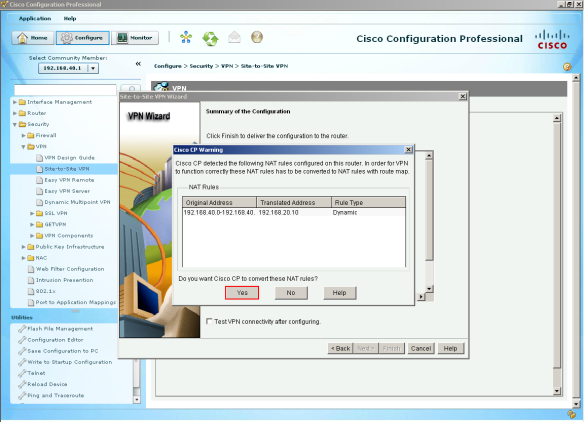 Cisco Configuration Professional
Application Help
Home Configure Monitor
Cisco Configuration Professional
CISCO
Select Community Member:
192.168.40.1
Configure > Security > VPN > Site-to-Site VPN
VPN
Interface Management
Router
Security
Firewall
VPN
VPN Design Guide
Site-to-Site VPN
Easy VPN Remote
Easy VPN Server
Dynamic Multipoint VPN
SSL VPN
GETVPN
VPN Components
Public Key Infrastructure
NAC
Web Filter Configuration
Intrusion Prevention
802.1x
Port to Application Mappings
Utilities
Flash File Management
Configuration Editor
Save Configuration to PC
Write to Startup Configuration
Telnet
Reload Device
Ping and Traceroute
Site-to-Site VPN Wizard
VPN Wizard
Summary of the Configuration
Click Finish to deliver the configuration to the router.
Cisco CP Warning
Cisco CP detected the following NAT rules configured on this router. In order for VPN
to function correctly these NAT rules has to be converted to NAT rules with route map.
NAT Rules
Original Address Translated Address Rule Type
192.168.40.0-192.168.40. 192.168.20.10 Dynamic
Do you want Cisco CP to convert these NAT rules?
Yes No Help
Test VPN connectivity after configuring.
< Back Next > Finish Cancel Help